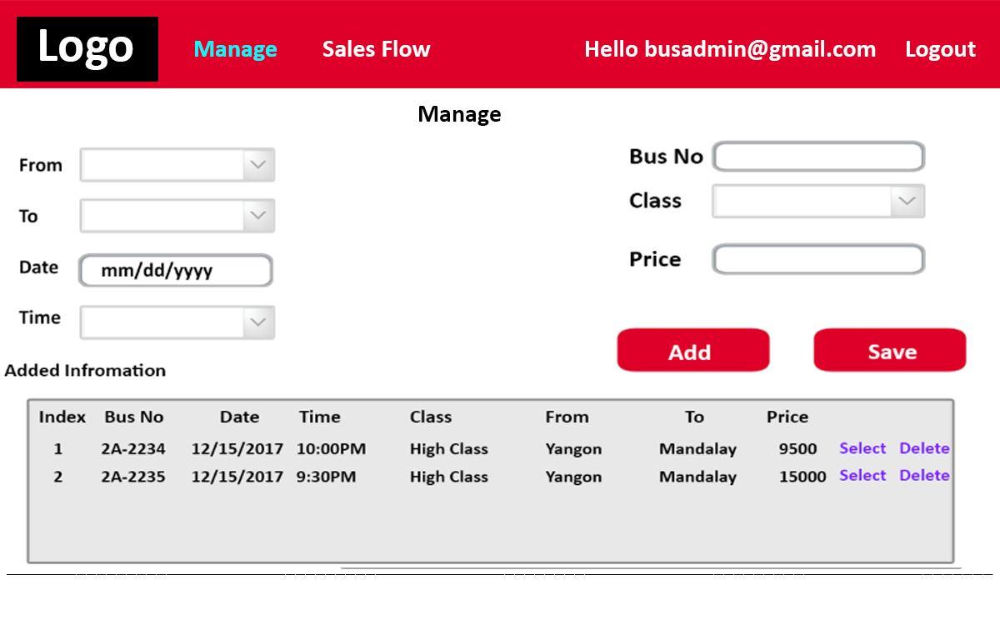 Logo Manage Sales Flow Hello busadmin@gmail.com Logout
Manage
From
To
Date mm/dd/yyyy
Time
Bus No
Class
Price
Add Save
Added Infromation
Index Bus No Date Time Class From To Price
1 2A-2234 12/15/2017 10:00PM High Class Yangon Mandalay 9500 Select Delete
2 2A-2235 12/15/2017 9:30PM High Class Yangon Mandalay 15000 Select Delete